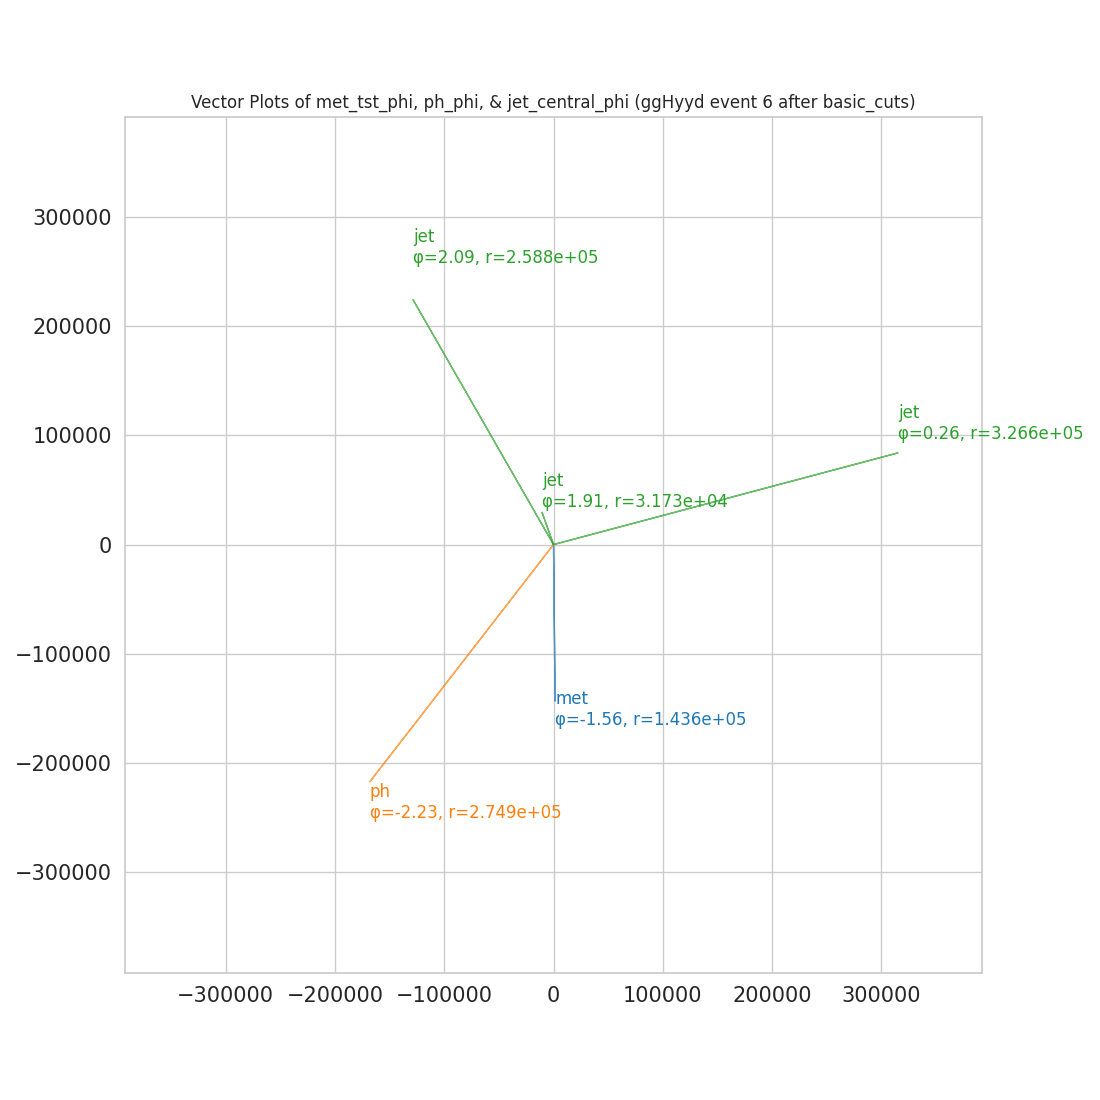 Vector Plots of met_tst_phi, ph_phi, & jet_central_phi (ggHyyd event 6 after basic_cuts)
300000
200000
100000
0
−100000
−200000
−300000
jet
φ=2.09, r=2.588e+05
jet
φ=0.26, r=3.266e+05
jet
φ=1.91, r=3.173e+04
met
φ=-1.56, r=1.436e+05
ph
φ=-2.23, r=2.749e+05
−300000 −200000 −100000 0 100000 200000 300000